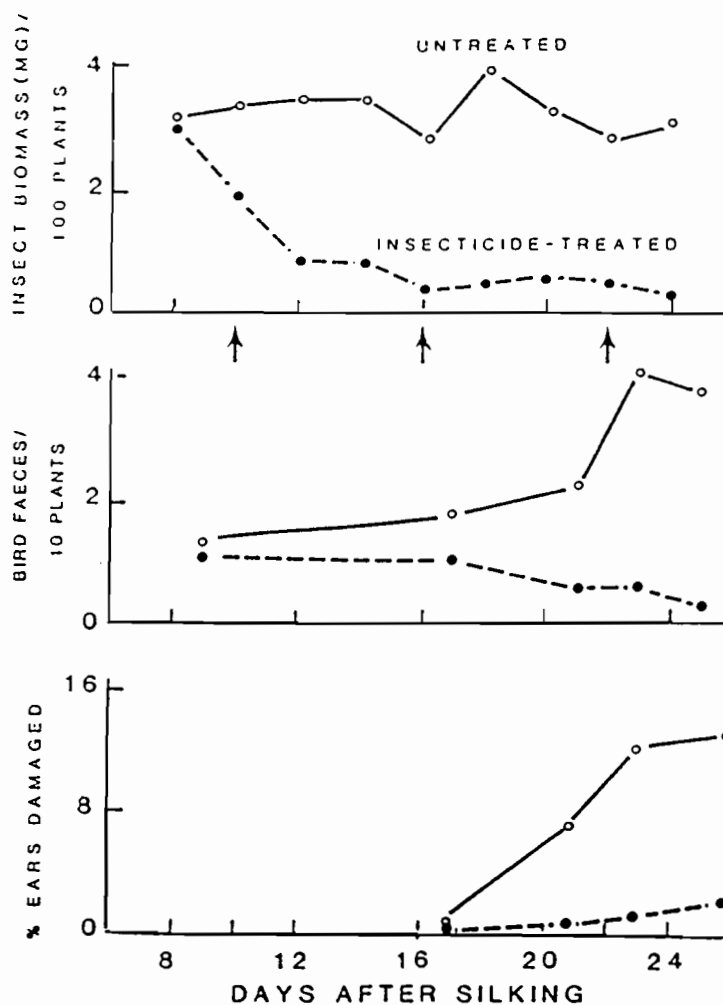 INSECT BIOMASS (MG)/
100 PLANTS
4
2
0
UNTREATED
INSECTICIDE-TREATED
BIRD FAECES/
10 PLANTS
4
2
0
% EARS DAMAGED
16
8
0
8 12 16 20 24
DAYS AFTER SILKING